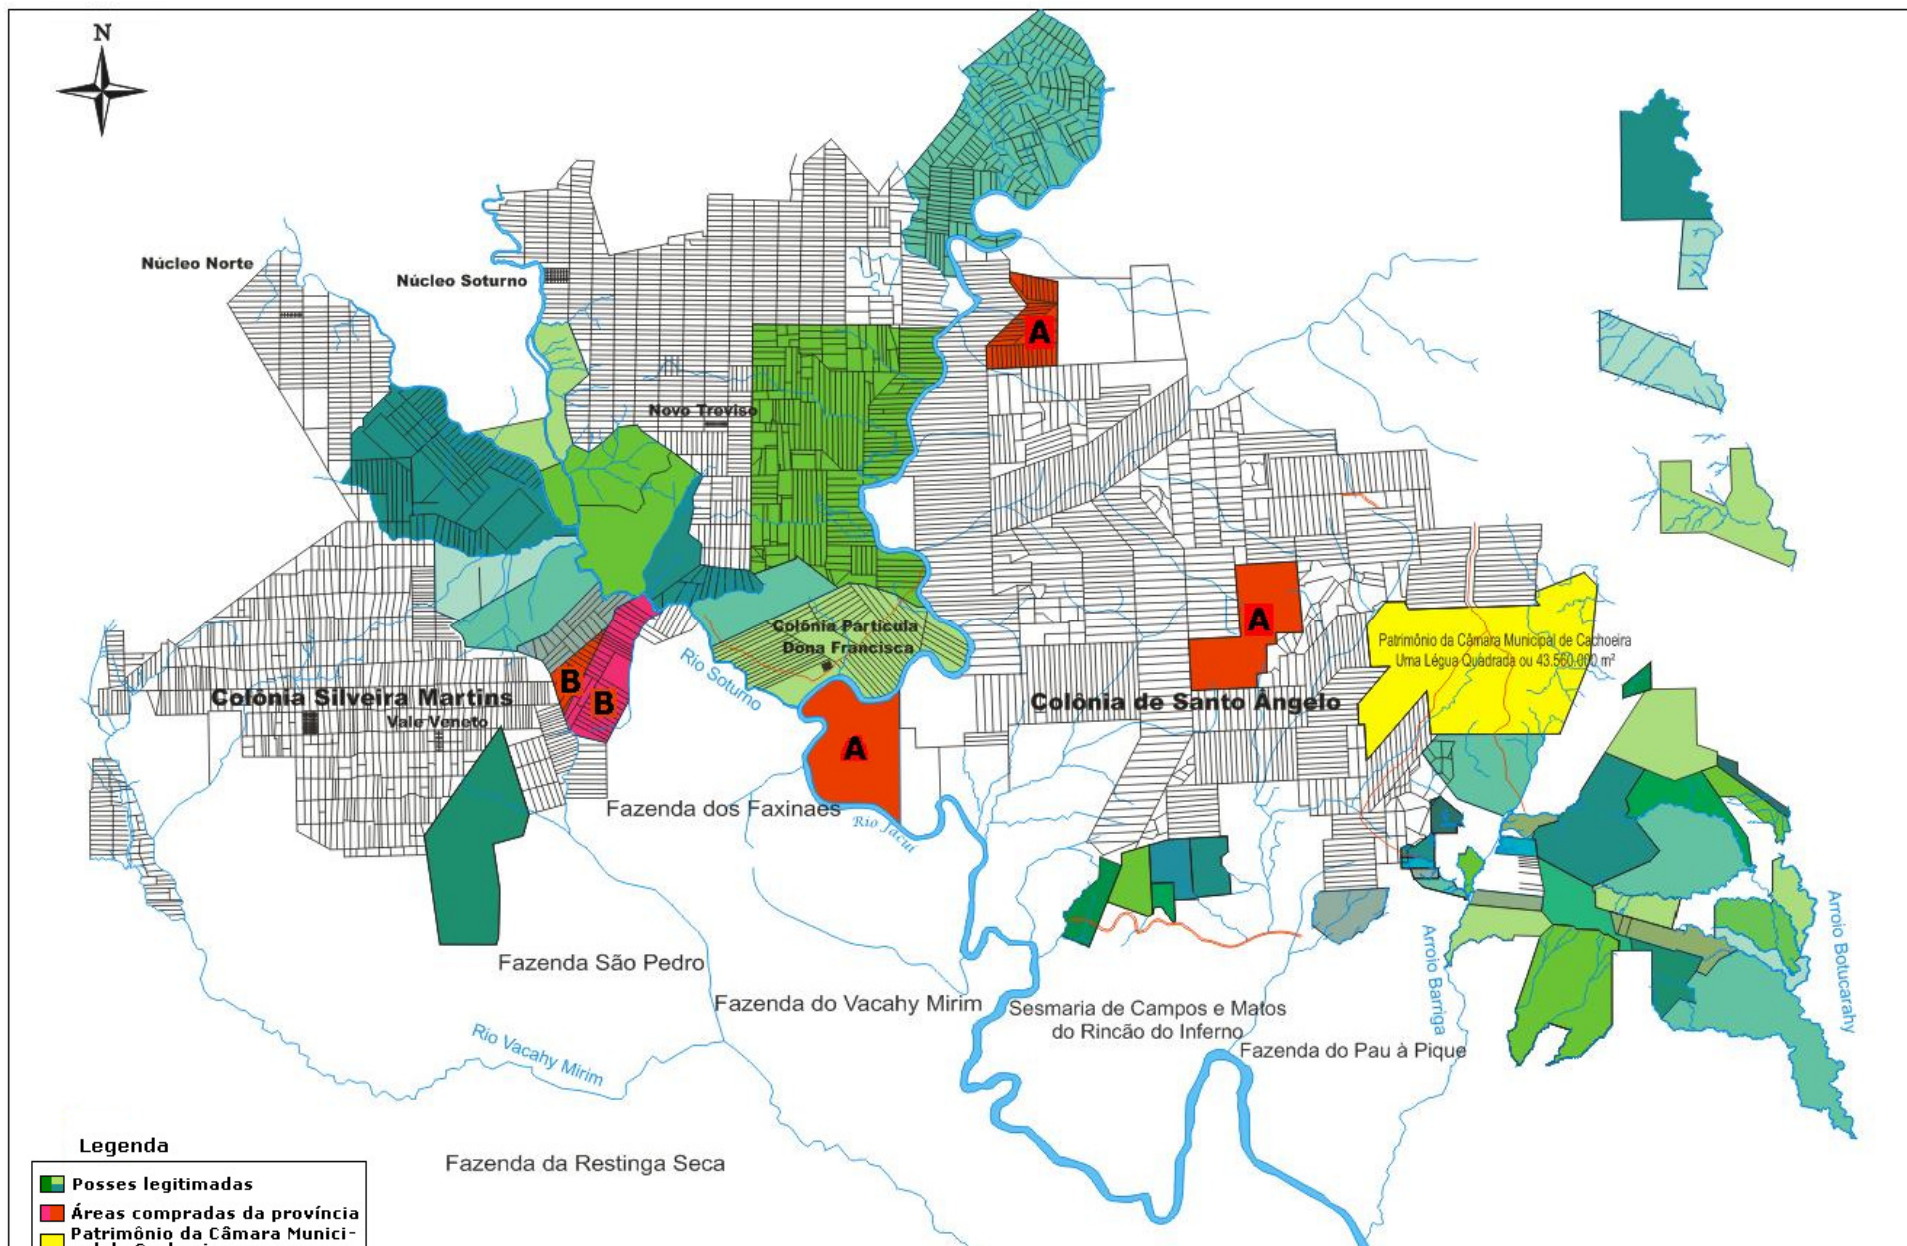 N
Núcleo Norte
Núcleo Soturno
A
Novo Treviso
A
Colônia Partícula
Dona Francisca
Patrimônio da Câmara Municipal de Cachoeira
Uma Légua Quadrada ou 43.560.000 m²
Rio Soturno
B
B
Colônia Silveira Martins
Vale Veneto
Colônia de Santo Ângelo
A
Fazenda dos Faxinaes
Rio Jacuí
Fazenda São Pedro
Fazenda do Vacahy Mirim
Sesmaria de Campos e Matos
do Rincão do Inferno
Fazenda do Pau à Pique
Arroio Barriga
Arroio Botucarahy
Rio Vacahy Mirim
Fazenda da Restinga Seca
Legenda
Posses legitimadas
Áreas compradas da província
Patrimônio da Câmara Munici-